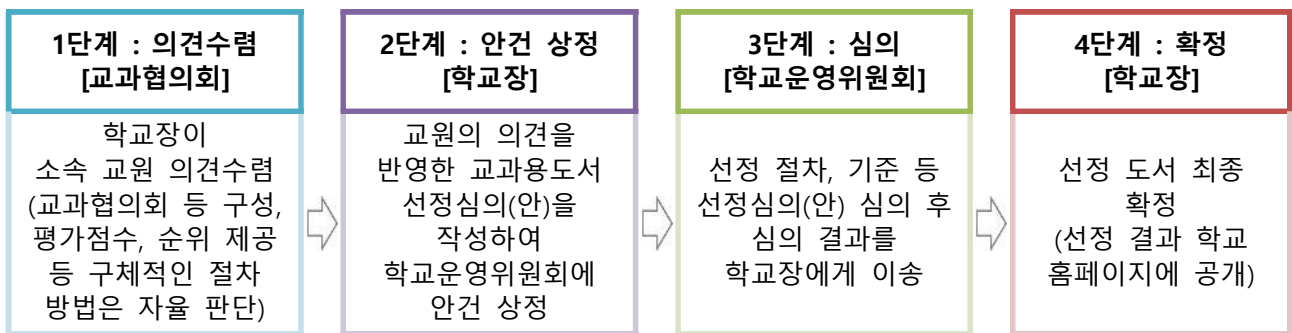 1단계 : 의견수렴
[교과협의회]
학교장이
소속 교원 의견수렴
(교과협의회 등 구성,
평가점수, 순위 제공
등 구체적인 절차
방법은 자율 판단)
2단계 : 안건 상정
[학교장]
교원의 의견을
반영한 교과용도서
선정심의(안)을
작성하여
학교운영위원회에
안건 상정
3단계 : 심의
[학교운영위원회]
선정 절차, 기준 등
선정심의(안) 심의 후
심의 결과를
학교장에게 이송
4단계 : 확정
[학교장]
선정 도서 최종
확정
(선정 결과 학교
홈페이지에 공개)